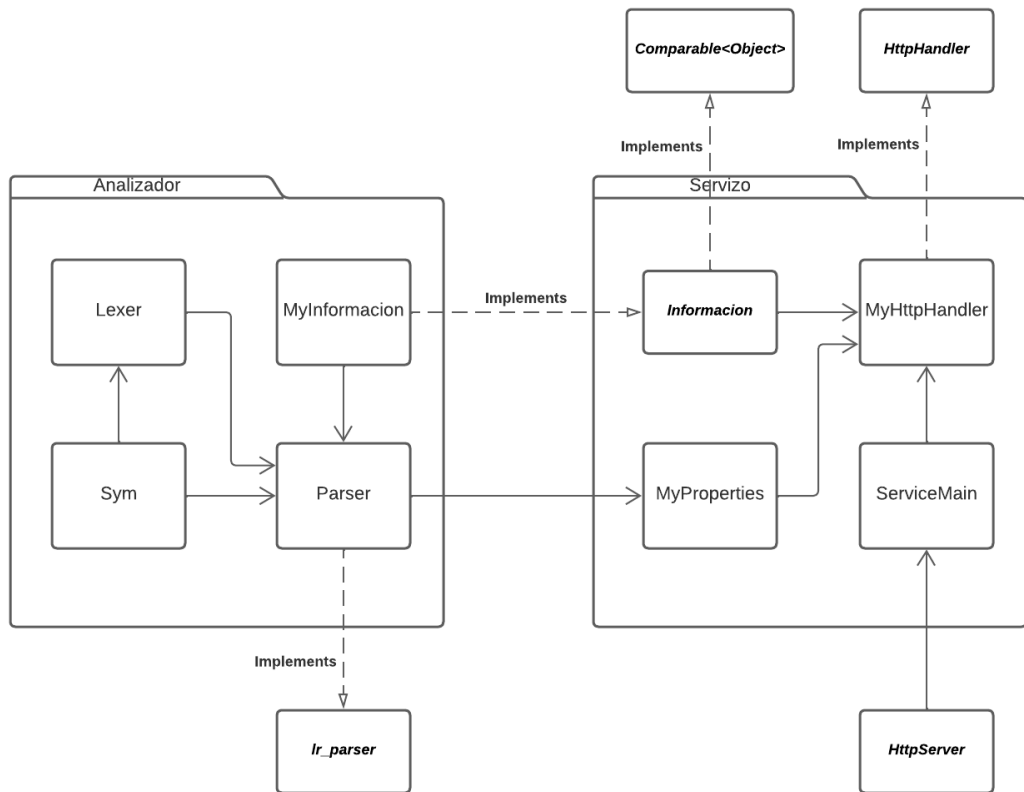 Comparable<Object>
HttpHandler
Implements
Implements
Analizador
Servizo
Lexer
MyInformacion
Implements
Informacion
MyHttpHandler
Sym
Parser
MyProperties
ServiceMain
Implements
lr_parser
HttpServer